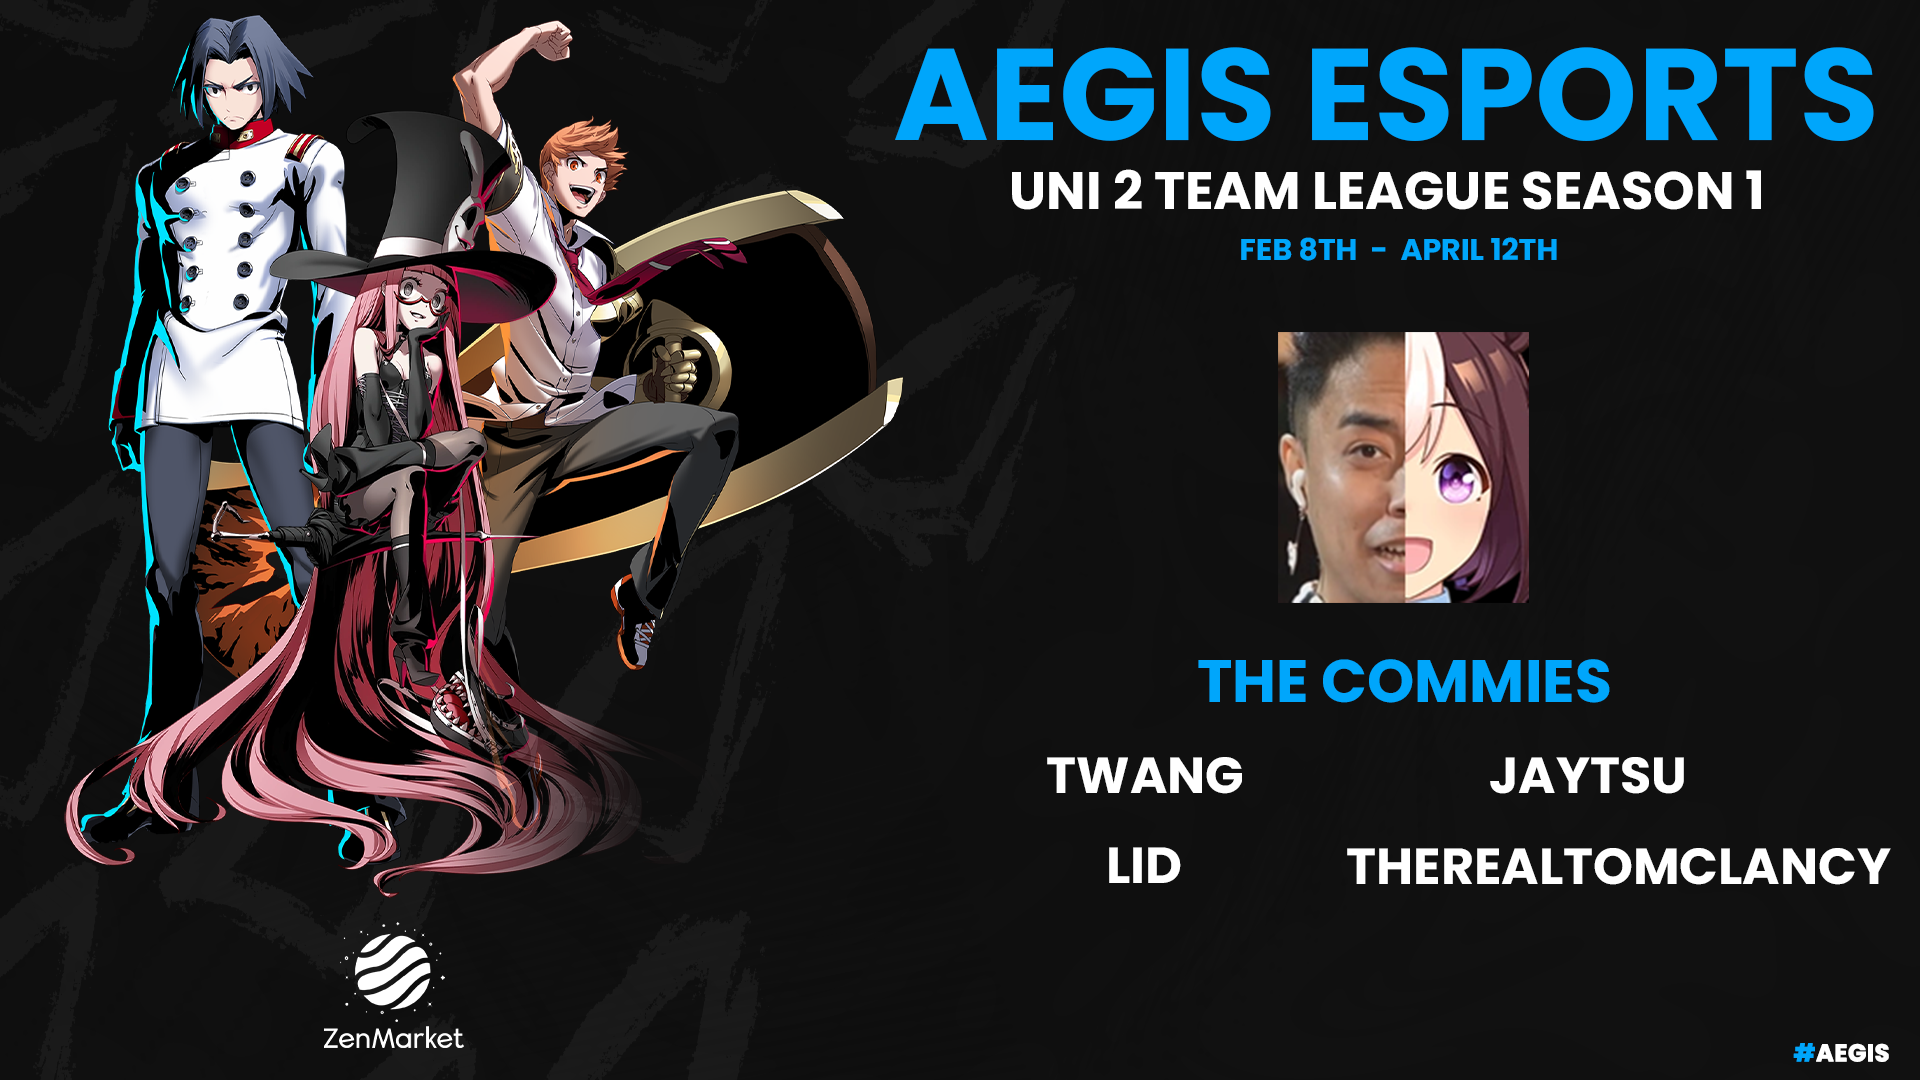 AEGIS ESPORTS
UNI 2 TEAM LEAGUE SEASON 1
FEB 8TH - APRIL 12TH
THE COMMIES
TWANG
JAYTSU
LID
THEREALTOMCLANCY
ZenMarket
#AEGIS